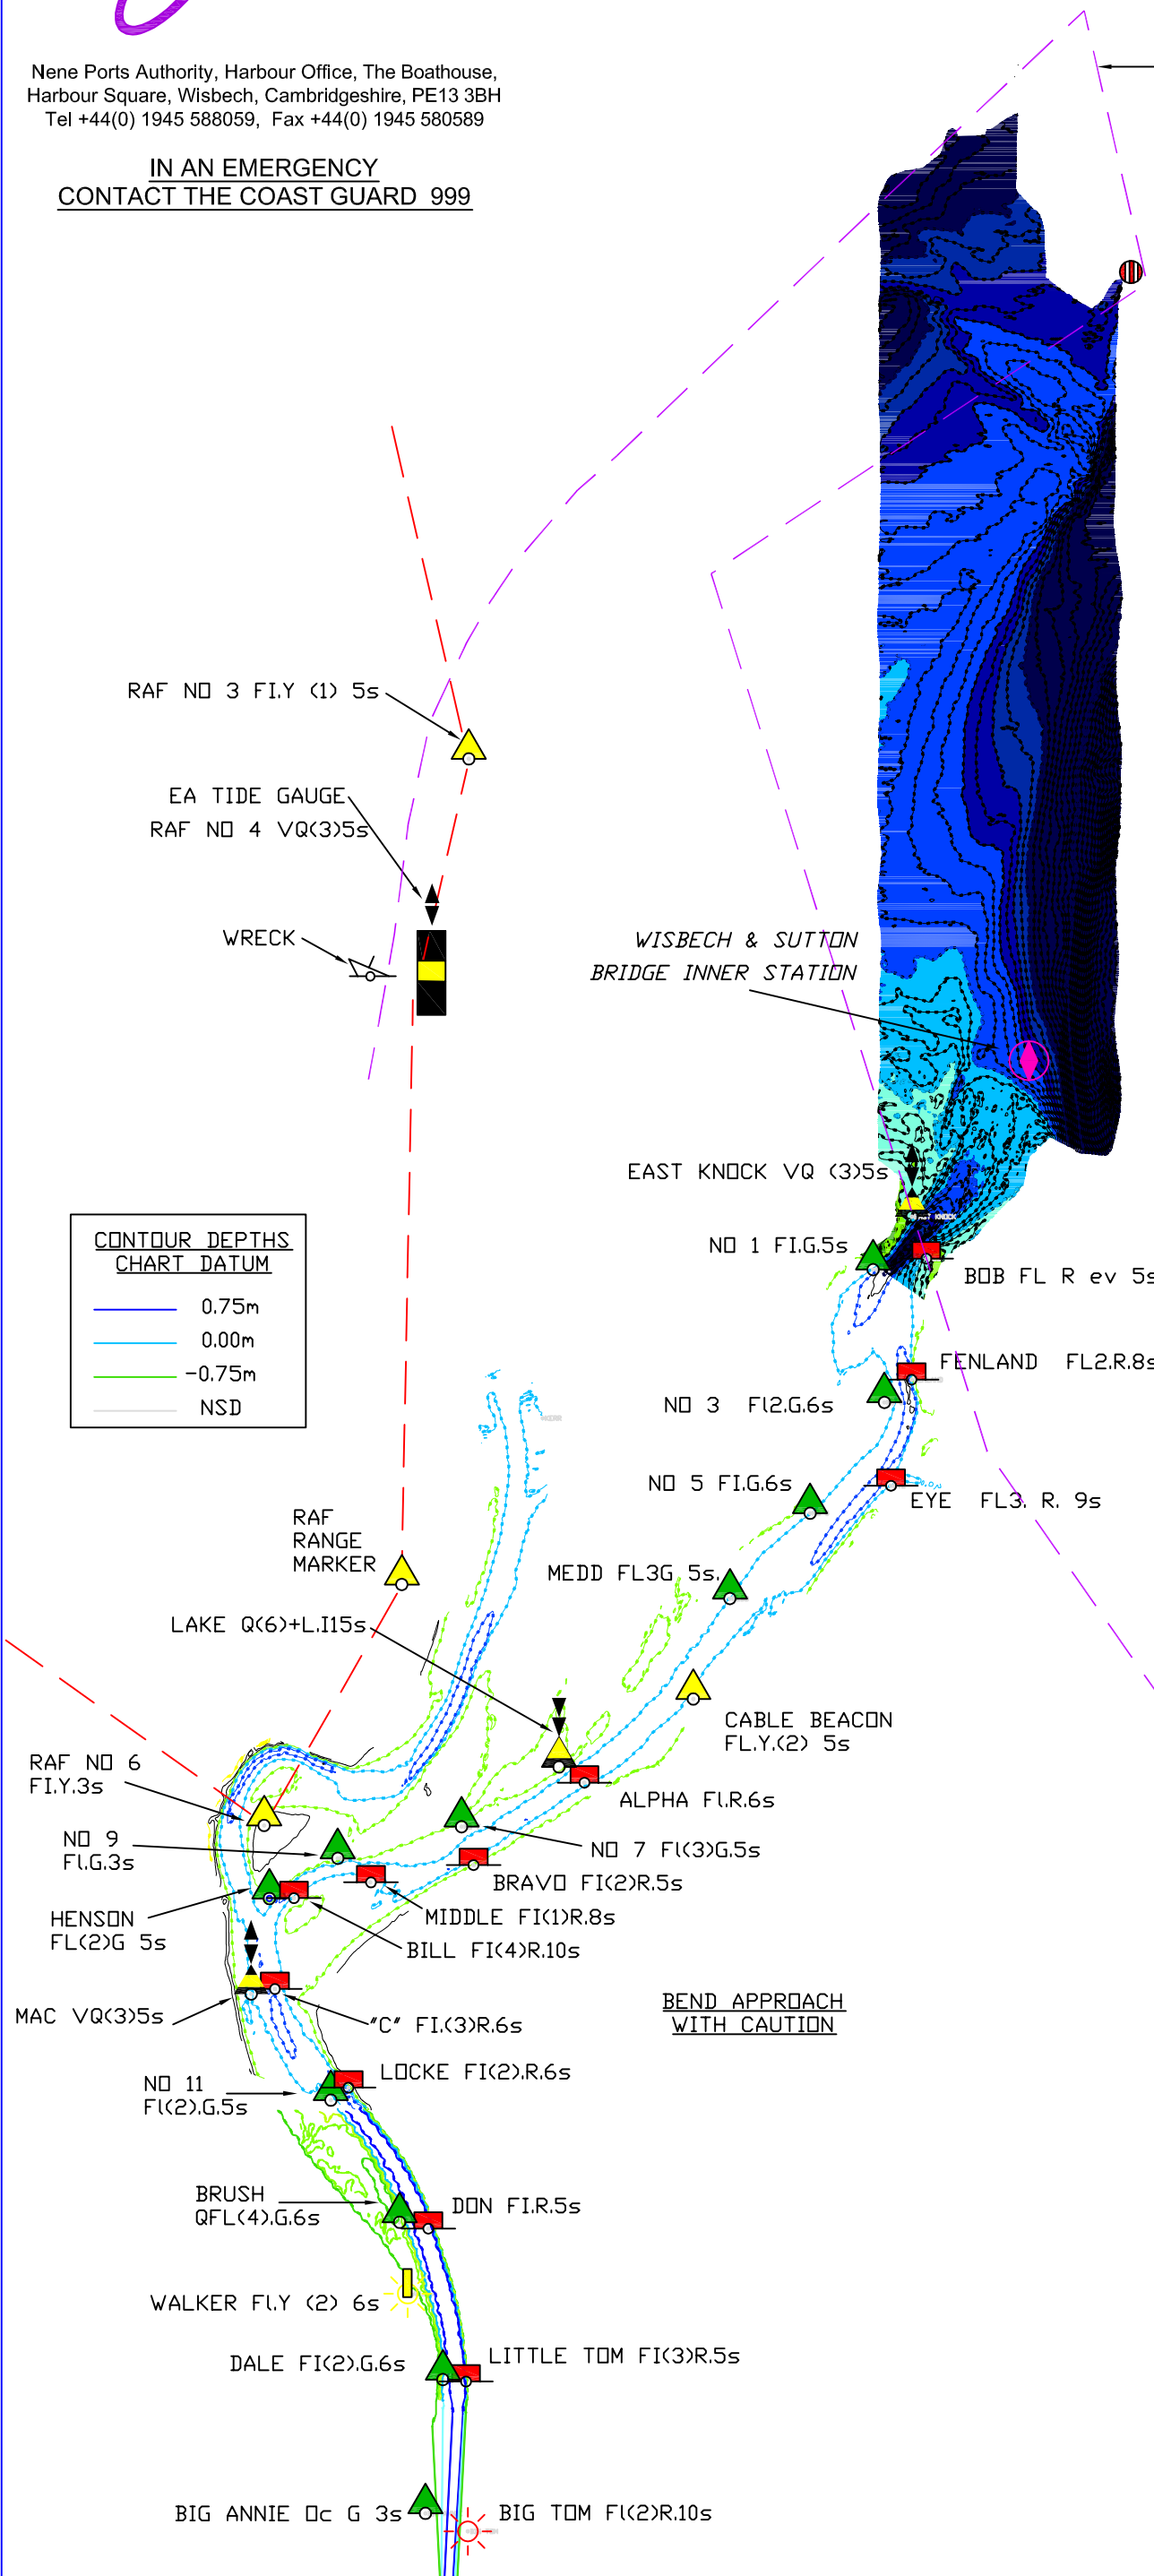 Nene Ports Authority, Harbour Office, The Boathouse,
Harbour Square, Wisbech, Cambridgeshire, PE13 3BH
Tel +44(0) 1945 588059,  Fax +44(0) 1945 580589
IN AN EMERGENCY
CONTACT THE COAST GUARD  999
RAF NO 3 FI.Y (1) 5s
EA TIDE GAUGE
RAF NO 4 VQ(3)5s
WRECK
WISBECH & SUTTON
BRIDGE INNER STATION
EAST KNOCK VQ (3)5s
NO 1 FI.G.5s
BOB FL R ev 5s
CONTOUR DEPTHS
CHART DATUM
0.75m
0.00m
-0.75m
NSD
FENLAND  FL2.R.8s
NO 3  Fl2.G.6s
NO 5 FI.G.6s
EYE  FL3. R. 9s
RAF
RANGE
MARKER
MEDD FL3G 5s.
LAKE Q(6)+L.I15s
CABLE BEACON
FL.Y.(2) 5s
RAF NO 6
FI.Y.3s
ALPHA Fl.R.6s
NO 9
Fl.G.3s
NO 7 Fl(3)G.5s
BRAVO FI(2)R.5s
HENSON
FL(2)G 5s
MIDDLE FI(1)R.8s
BILL FI(4)R.10s
MAC VQ(3)5s
"C" FI.(3)R.6s
BEND APPROACH
WITH CAUTION
LOCKE FI(2).R.6s
NO 11
Fl(2).G.5s
BRUSH
QFL(4).G.6s
DON FI.R.5s
WALKER Fl.Y (2) 6s
DALE FI(2).G.6s
LITTLE TOM FI(3)R.5s
BIG ANNIE Oc G 3s
BIG TOM Fl(2)R.10s